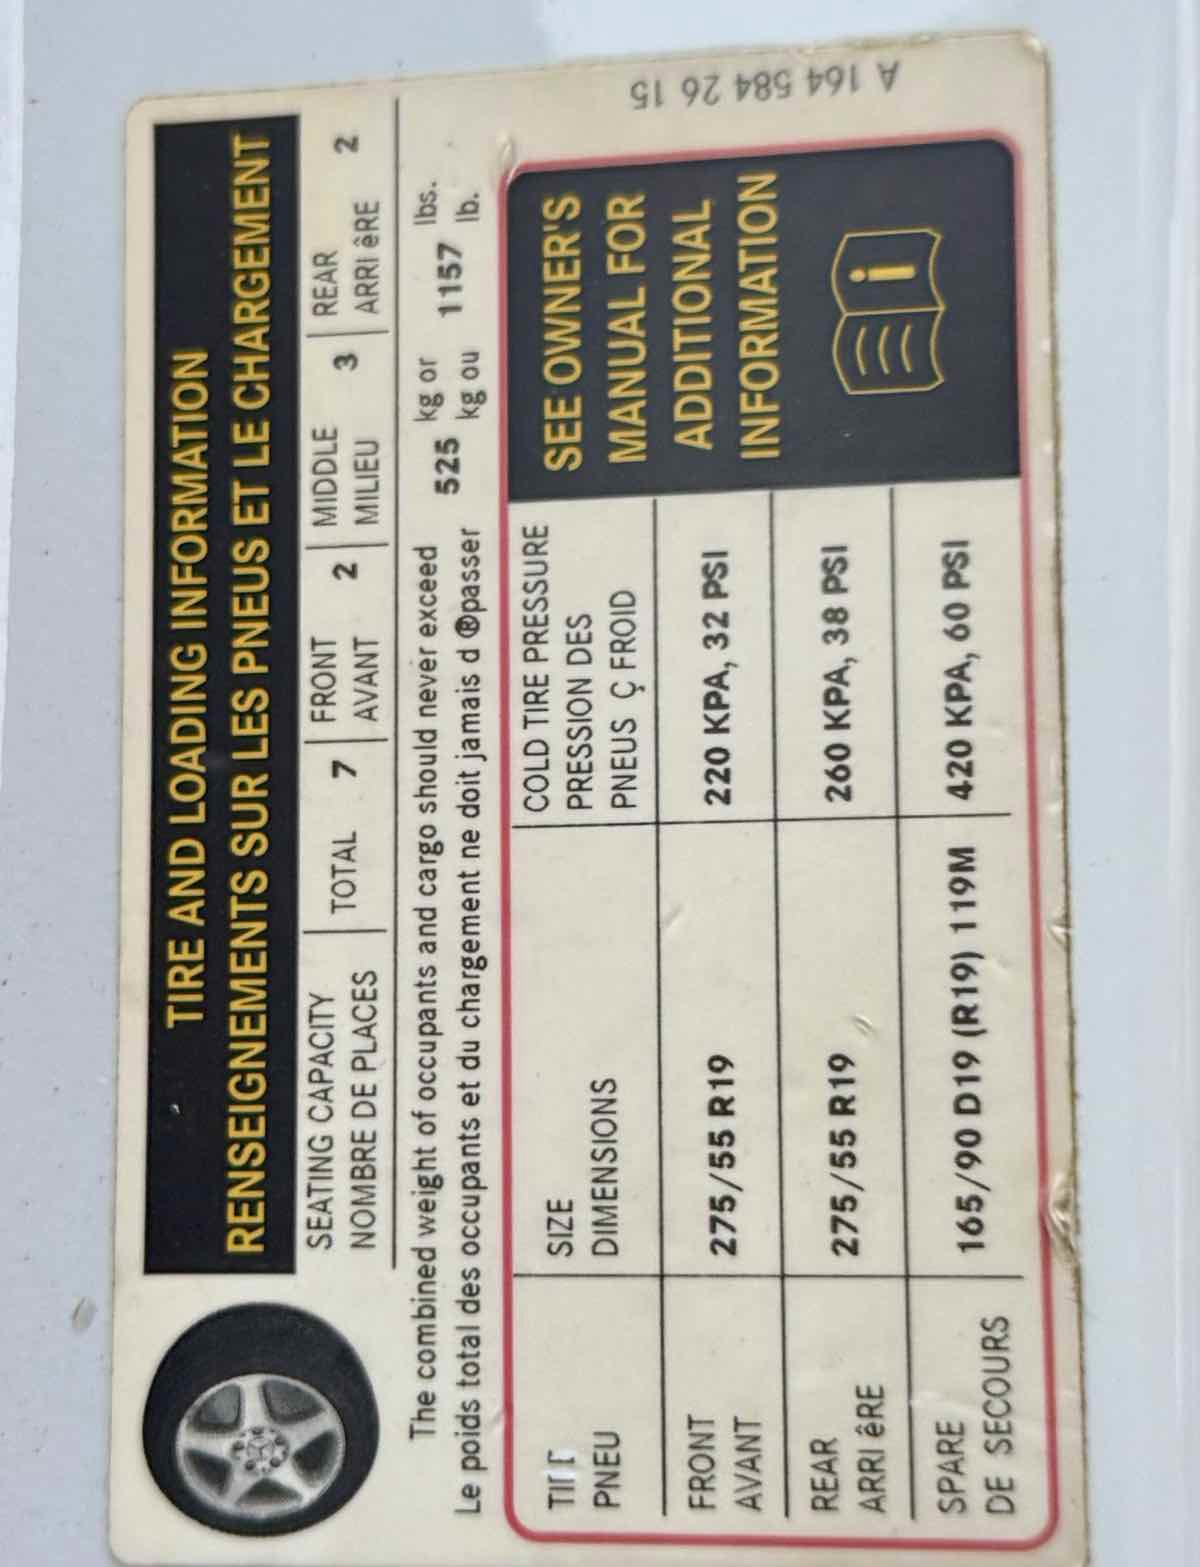 TIRE AND LOADING INFORMATION
RENSEIGNEMENTS SUR LES PNEUS ET LE CHARGEMENT
SEATING CAPACITY
NOMBRE DE PLACES
TOTAL 7
FRONT
AVANT 2
MIDDLE
MILIEU 3
REAR
ARRI êRE 2
The combined weight of occupants and cargo should never exceed 525 kg or 1157 lbs.
Le poids total des occupants et du chargement ne doit jamais d ®passer kg ou lb.
PNEU
SIZE
DIMENSIONS
COLD TIRE PRESSURE
PRESSION DES
PNEUS Ç FROID
SEE OWNER'S
MANUAL FOR
ADDITIONAL
INFORMATION
i
FRONT
AVANT
275/55 R19
220 KPA, 32 PSI
REAR
ARRI êRE
275/55 R19
260 KPA, 38 PSI
SPARE
DE SECOURS
165/90 D19 (R19) 119M
420 KPA, 60 PSI
A 164 584 26 15